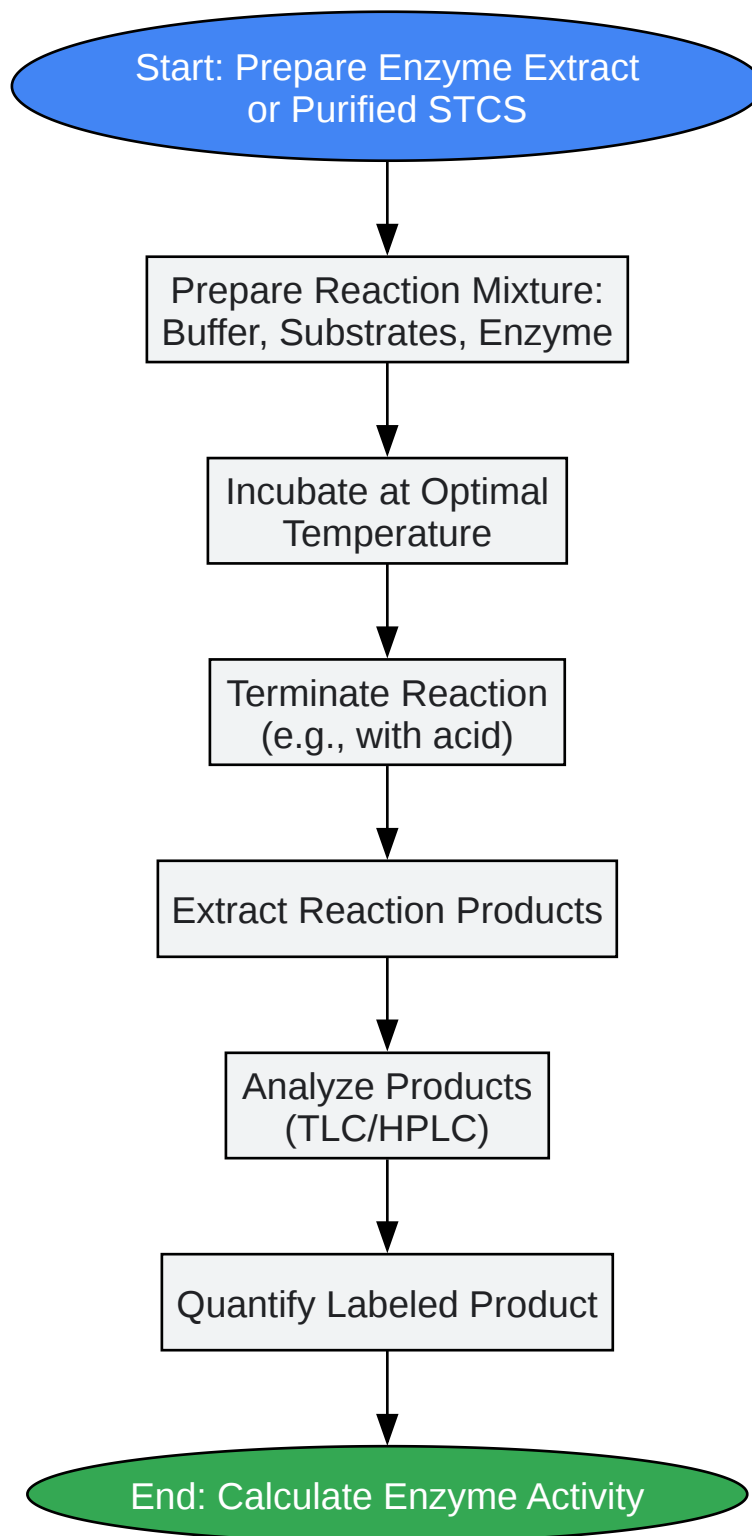 Start: Prepare Enzyme Extract
or Purified STCS
Prepare Reaction Mixture:
Buffer, Substrates, Enzyme
Incubate at Optimal
Temperature
Terminate Reaction
(e.g., with acid)
Extract Reaction Products
Analyze Products
(TLC/HPLC)
Quantify Labeled Product
End: Calculate Enzyme Activity